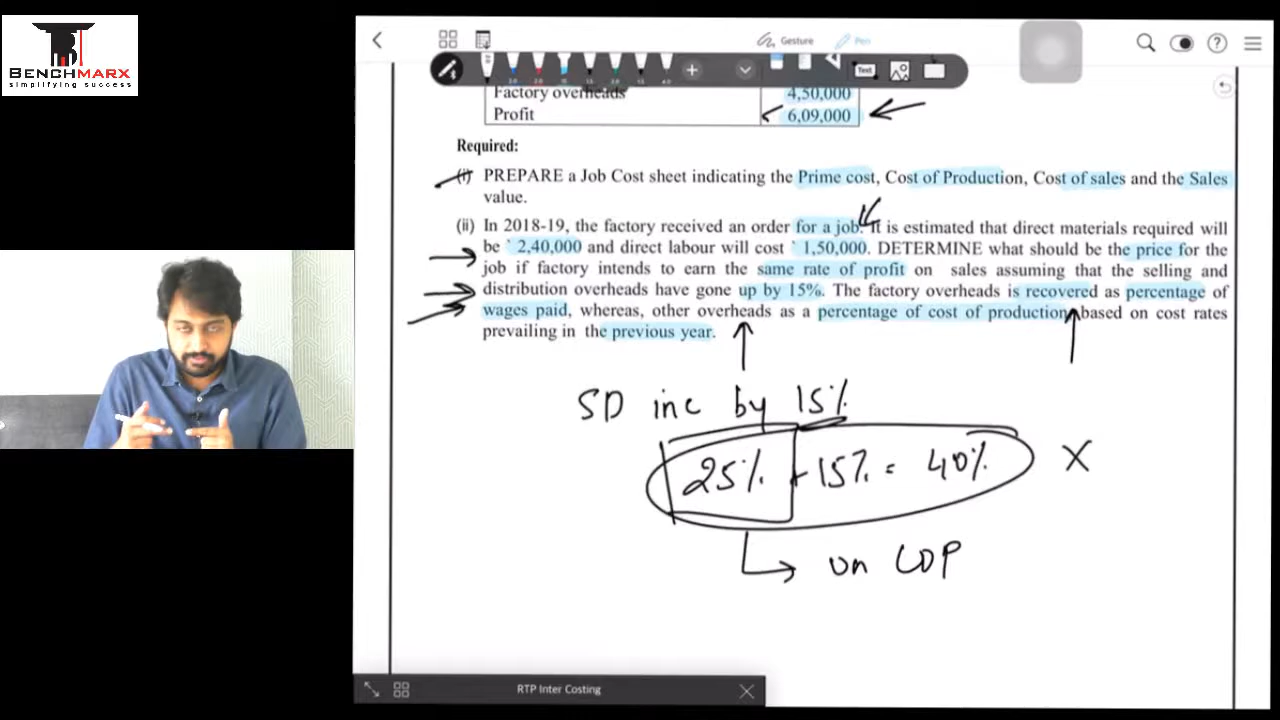 BENCHMARX
simplifying success
Gesture
Pen
Text
Factory overheads 4,50,000
Profit 6,09,000
Required:
(i) PREPARE a Job Cost sheet indicating the Prime cost, Cost of Production, Cost of sales and the Sales
value.
(ii) In 2018-19, the factory received an order for a job. It is estimated that direct materials required will
be ` 2,40,000 and direct labour will cost ` 1,50,000. DETERMINE what should be the price for the
job if factory intends to earn the same rate of profit on sales assuming that the selling and
distribution overheads have gone up by 15%. The factory overheads is recovered as percentage of
wages paid, whereas, other overheads as a percentage of cost of production, based on cost rates
prevailing in the previous year.
SD inc by 15%
25% + 15% = 40% X
on COP
RTP Inter Costing